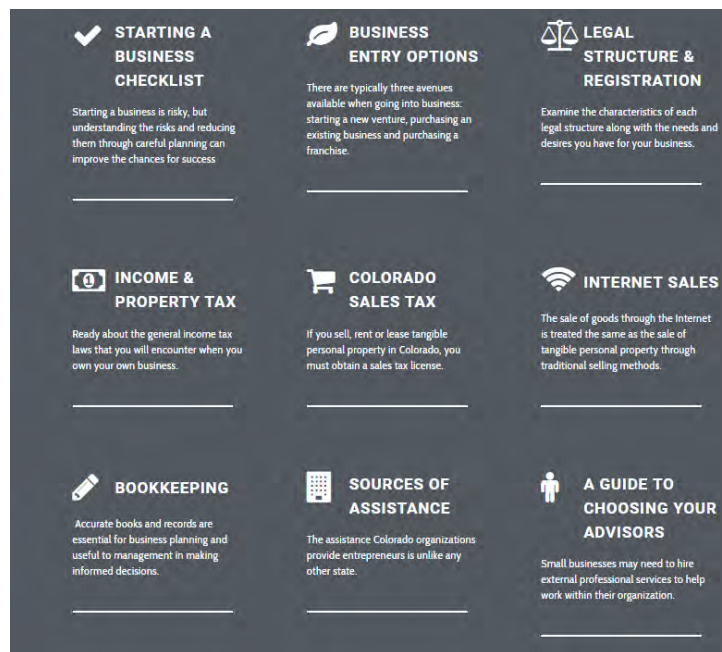 STARTING A
BUSINESS
CHECKLIST
Starting a business is risky, but
understanding the risks and reducing
them through careful planning can
improve the chances for success
BUSINESS
ENTRY OPTIONS
There are typically three avenues
available when going into business:
starting a new venture, purchasing an
existing business and purchasing a
franchise.
LEGAL
STRUCTURE &
REGISTRATION
Examine the characteristics of each
legal structure along with the needs and
desires you have for your business.
INCOME &
PROPERTY TAX
Ready about the general income tax
laws that you will encounter when you
own your own business.
COLORADO
SALES TAX
If you sell, rent or lease tangible
personal property in Colorado, you
must obtain a sales tax license.
INTERNET SALES
The sale of goods through the Internet
is treated the same as the sale of
tangible personal property through
traditional selling methods.
BOOKKEEPING
Accurate books and records are
essential for business planning and
useful to management in making
informed decisions.
SOURCES OF
ASSISTANCE
The assistance Colorado organizations
provide entrepreneurs is unlike any
other state.
A GUIDE TO
CHOOSING YOUR
ADVISORS
Small businesses may need to hire
external professional services to help
work within their organization.